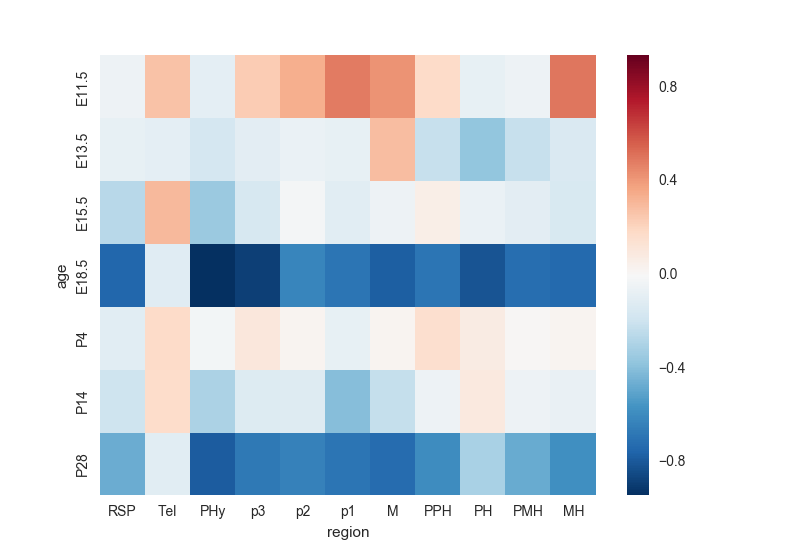 age
E11.5
E13.5
E15.5
E18.5
P4
P14
P28
RSP Tel PHy p3 p2 p1 M PPH PH PMH MH
region
0.8
0.4
0.0
−0.4
−0.8